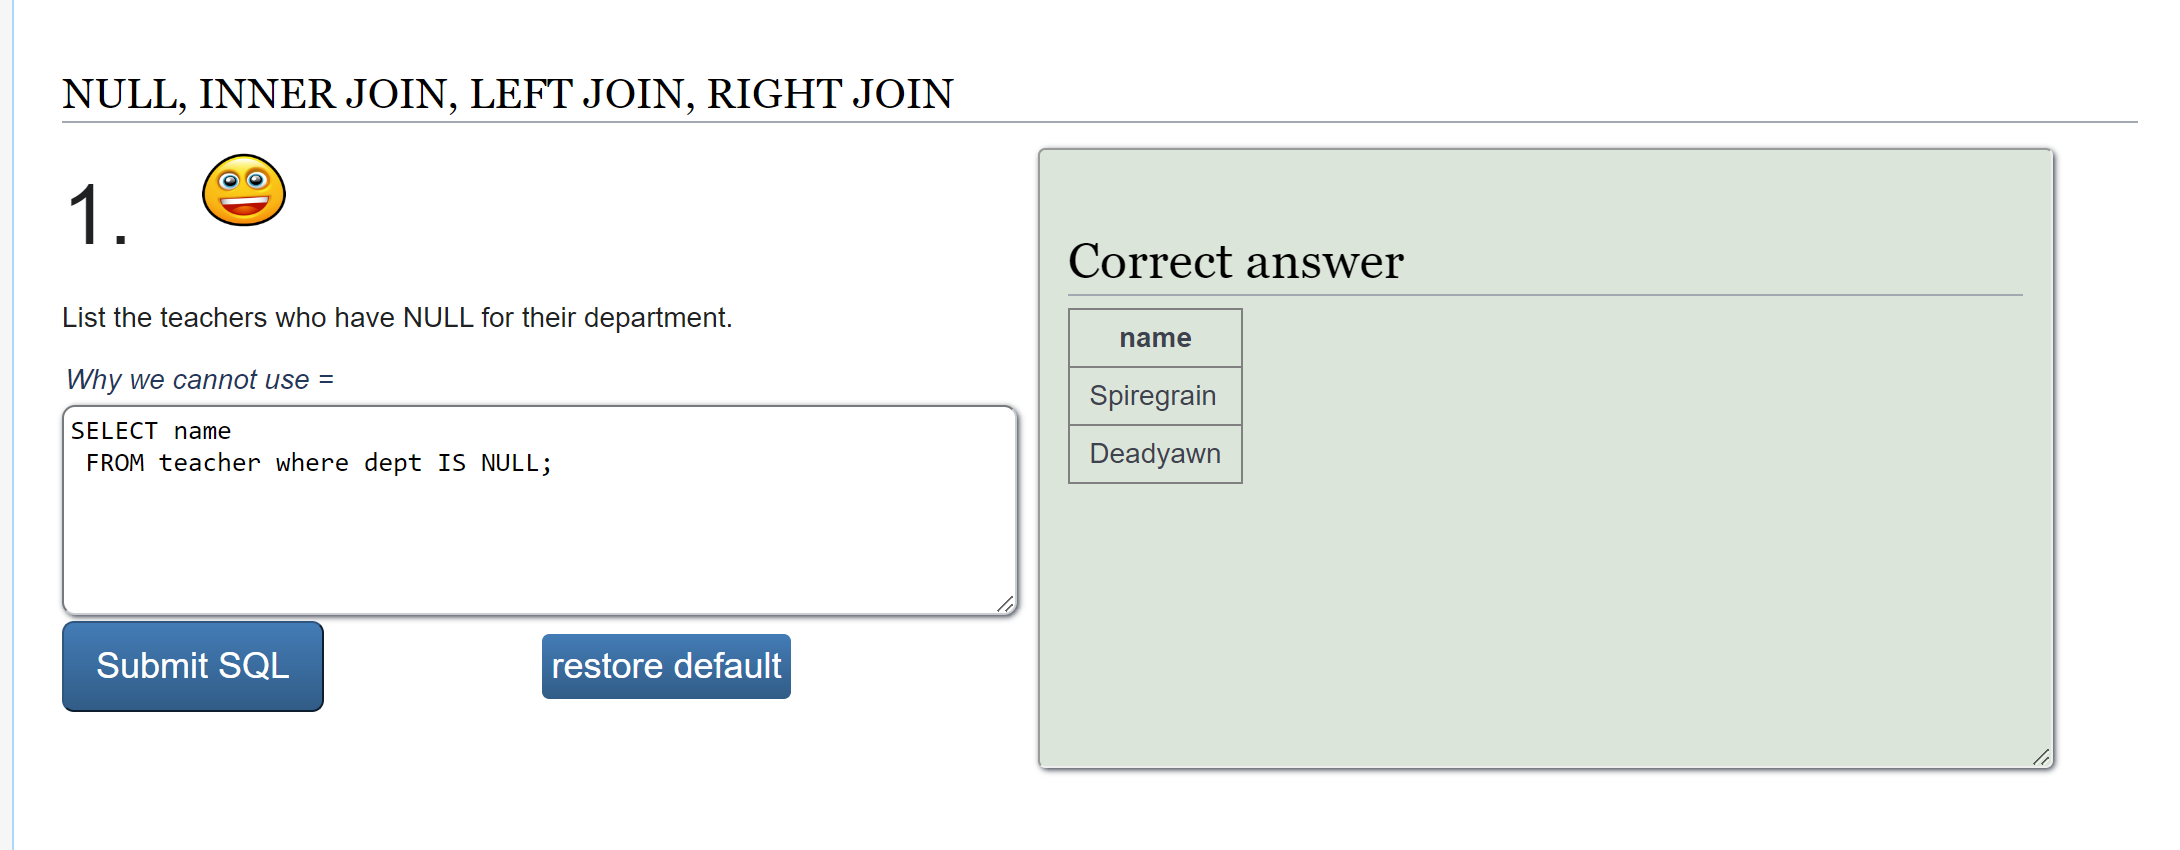 NULL, INNER JOIN, LEFT JOIN, RIGHT JOIN
1.
List the teachers who have NULL for their department.
Why we cannot use =
SELECT name
FROM teacher where dept IS NULL;
Submit SQL
restore default
Correct answer
name
Spiregrain
Deadyawn